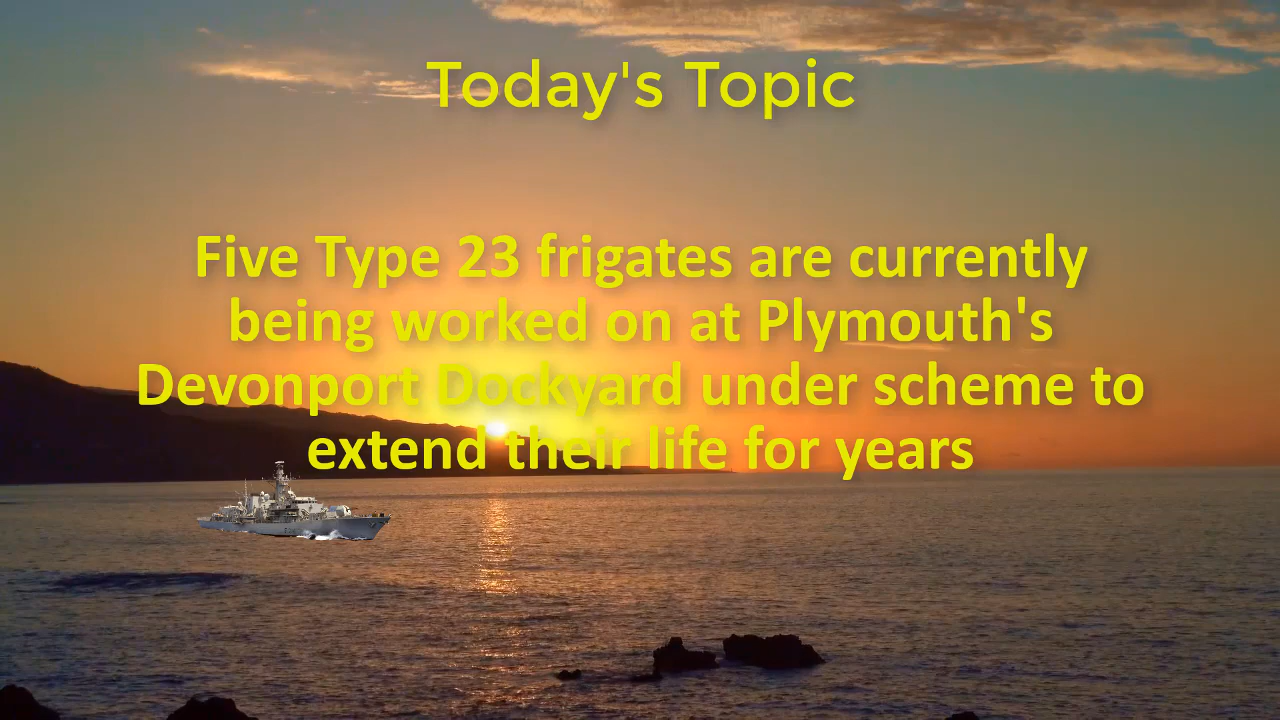 Today's Topic
Five Type 23 frigates are currently
being worked on at Plymouth's
Devonport Dockyard under scheme to
extend their life for years